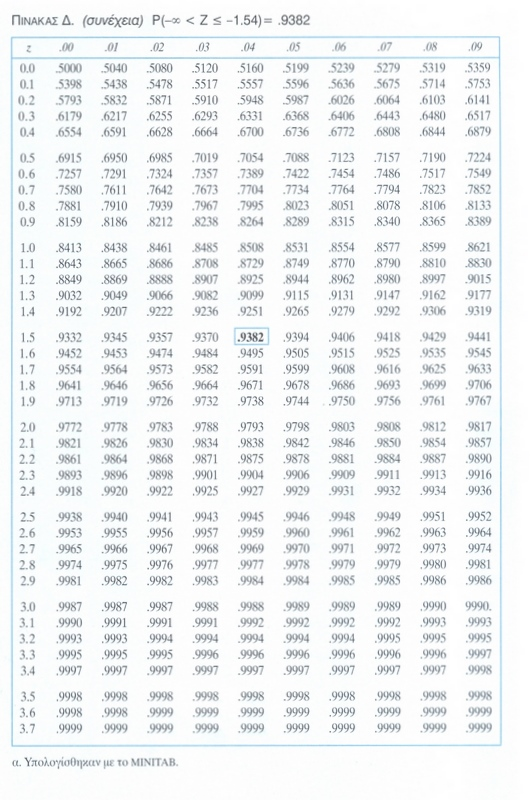 ΠΙΝΑΚΑΣ Δ. (συνέχεια) P(−∞ < Z ≤ −1.54)= .9382
z .00 .01 .02 .03 .04 .05 .06 .07 .08 .09
0.0 .5000 .5040 .5080 .5120 .5160 .5199 .5239 .5279 .5319 .5359
0.1 .5398 .5438 .5478 .5517 .5557 .5596 .5636 .5675 .5714 .5753
0.2 .5793 .5832 .5871 .5910 .5948 .5987 .6026 .6064 .6103 .6141
0.3 .6179 .6217 .6255 .6293 .6331 .6368 .6406 .6443 .6480 .6517
0.4 .6554 .6591 .6628 .6664 .6700 .6736 .6772 .6808 .6844 .6879
0.5 .6915 .6950 .6985 .7019 .7054 .7088 .7123 .7157 .7190 .7224
0.6 .7257 .7291 .7324 .7357 .7389 .7422 .7454 .7486 .7517 .7549
0.7 .7580 .7611 .7642 .7673 .7704 .7734 .7764 .7794 .7823 .7852
0.8 .7881 .7910 .7939 .7967 .7995 .8023 .8051 .8078 .8106 .8133
0.9 .8159 .8186 .8212 .8238 .8264 .8289 .8315 .8340 .8365 .8389
1.0 .8413 .8438 .8461 .8485 .8508 .8531 .8554 .8577 .8599 .8621
1.1 .8643 .8665 .8686 .8708 .8729 .8749 .8770 .8790 .8810 .8830
1.2 .8849 .8869 .8888 .8907 .8925 .8944 .8962 .8980 .8997 .9015
1.3 .9032 .9049 .9066 .9082 .9099 .9115 .9131 .9147 .9162 .9177
1.4 .9192 .9207 .9222 .9236 .9251 .9265 .9279 .9292 .9306 .9319
1.5 .9332 .9345 .9357 .9370 .9382 .9394 .9406 .9418 .9429 .9441
1.6 .9452 .9453 .9474 .9484 .9495 .9505 .9515 .9525 .9535 .9545
1.7 .9554 .9564 .9573 .9582 .9591 .9599 .9608 .9616 .9625 .9633
1.8 .9641 .9646 .9656 .9664 .9671 .9678 .9686 .9693 .9699 .9706
1.9 .9713 .9719 .9726 .9732 .9738 .9744 .9750 .9756 .9761 .9767
2.0 .9772 .9778 .9783 .9788 .9793 .9798 .9803 .9808 .9812 .9817
2.1 .9821 .9826 .9830 .9834 .9838 .9842 .9846 .9850 .9854 .9857
2.2 .9861 .9864 .9868 .9871 .9875 .9878 .9881 .9884 .9887 .9890
2.3 .9893 .9896 .9898 .9901 .9904 .9906 .9909 .9911 .9913 .9916
2.4 .9918 .9920 .9922 .9925 .9927 .9929 .9931 .9932 .9934 .9936
2.5 .9938 .9940 .9941 .9943 .9945 .9946 .9948 .9949 .9951 .9952
2.6 .9953 .9955 .9956 .9957 .9959 .9960 .9961 .9962 .9963 .9964
2.7 .9965 .9966 .9967 .9968 .9969 .9970 .9971 .9972 .9973 .9974
2.8 .9974 .9975 .9976 .9977 .9977 .9978 .9979 .9979 .9980 .9981
2.9 .9981 .9982 .9982 .9983 .9984 .9984 .9985 .9985 .9986 .9986
3.0 .9987 .9987 .9987 .9988 .9988 .9989 .9989 .9989 .9990 .9990.
3.1 .9990 .9991 .9991 .9991 .9992 .9992 .9992 .9992 .9993 .9993
3.2 .9993 .9993 .9994 .9994 .9994 .9994 .9994 .9995 .9995 .9995
3.3 .9995 .9995 .9995 .9996 .9996 .9996 .9996 .9996 .9996 .9997
3.4 .9997 .9997 .9997 .9997 .9997 .9997 .9997 .9997 .9997 .9998
3.5 .9998 .9998 .9998 .9998 .9998 .9998 .9998 .9998 .9998 .9998
3.6 .9998 .9998 .9999 .9999 .9999 .9999 .9999 .9999 .9999 .9999
3.7 .9999 .9999 .9999 .9999 .9999 .9999 .9999 .9999 .9999 .9999
α. Υπολογίσθηκαν με το MINITAB.